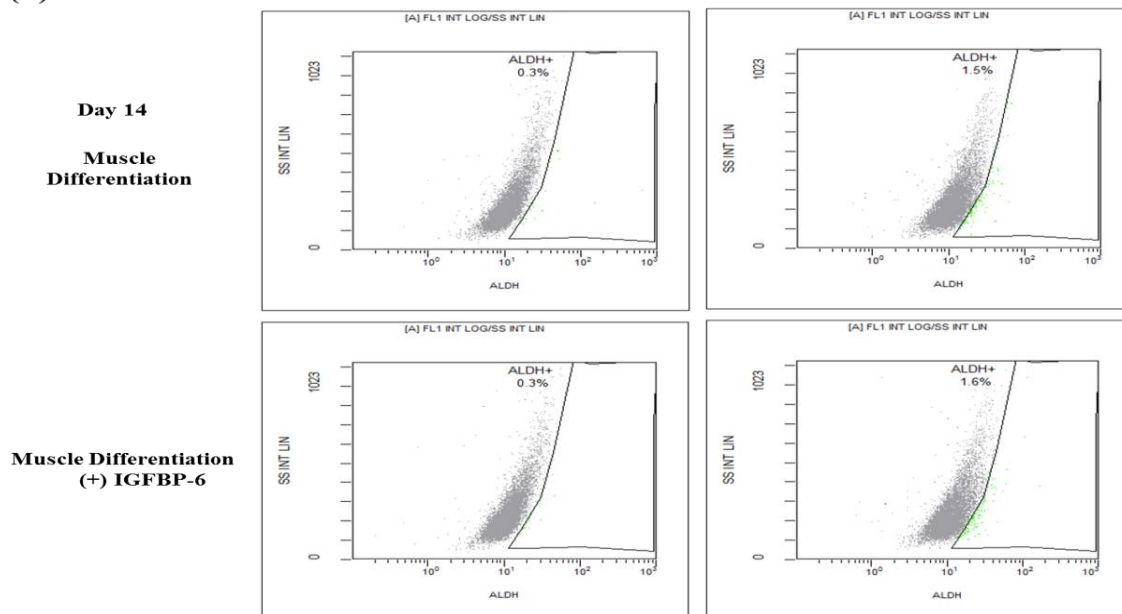 [A] FL1 INT LOG/SS INT LIN
[A] FL1 INT LOG/SS INT LIN
Day 14
Muscle
Differentiation
ALDH+
0.3%
1023
SS INT LIN
0
10⁰ 10¹ 10² 10³
ALDH
ALDH+
1.5%
1023
SS INT LIN
0
10⁰ 10¹ 10² 10³
ALDH
[A] FL1 INT LOG/SS INT LIN
[A] FL1 INT LOG/SS INT LIN
Muscle Differentiation
(+) IGFBP-6
ALDH+
0.3%
1023
SS INT LIN
0
10⁰ 10¹ 10² 10³
ALDH
ALDH+
1.6%
1023
SS INT LIN
0
10⁰ 10¹ 10² 10³
ALDH